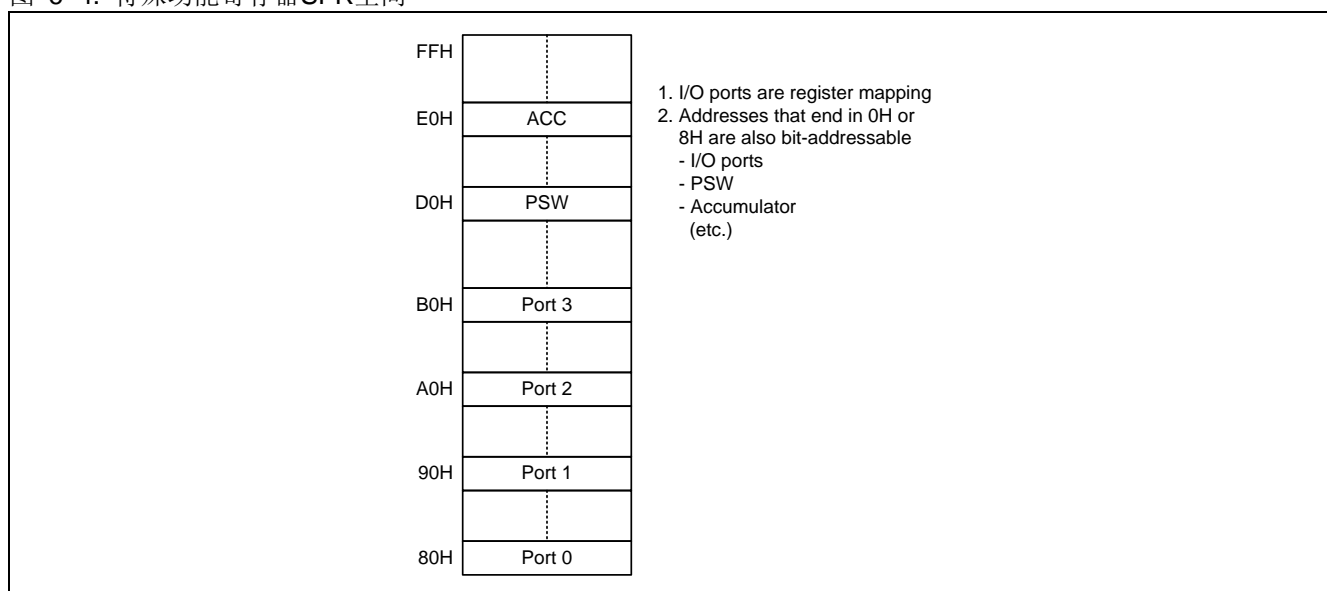 FFH
E0H ACC
D0H PSW
B0H Port 3
A0H Port 2
90H Port 1
80H Port 0
1. I/O ports are register mapping
2. Addresses that end in 0H or
8H are also bit-addressable
- I/O ports
- PSW
- Accumulator
(etc.)